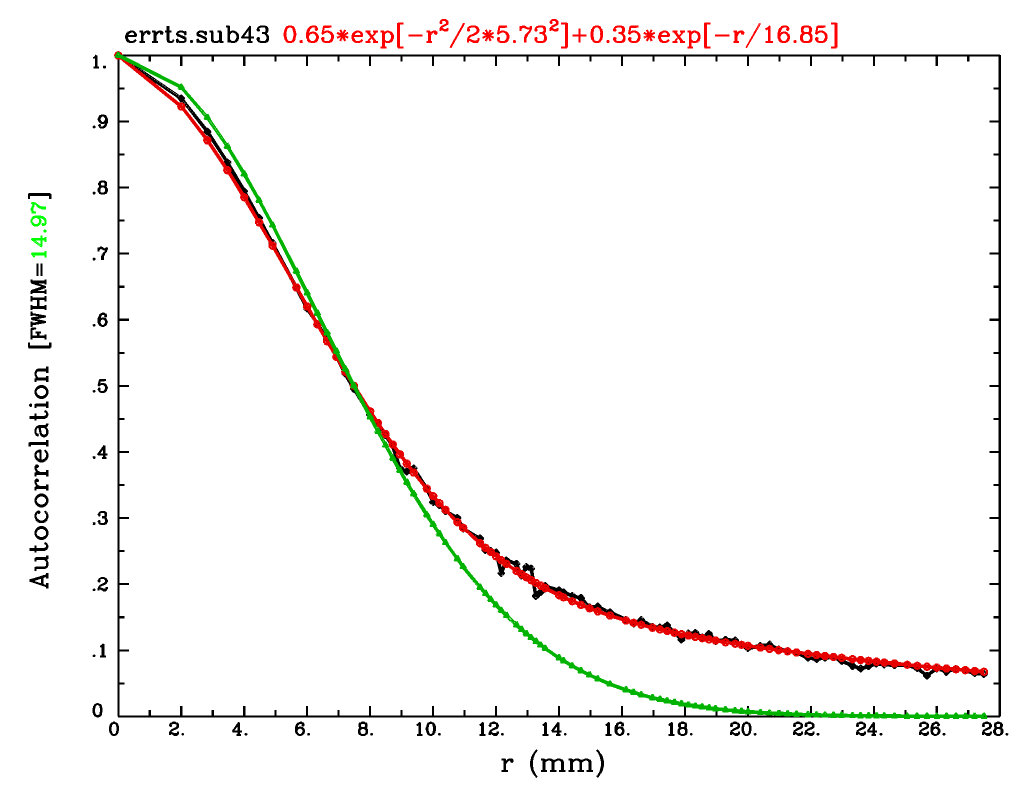 errts.sub43 0.65*exp[-r²/2*5.73²]+0.35*exp[-r/16.85]
1.
.9
.8
.7
.6
.5
.4
.3
.2
.1
0
Autocorrelation [FWHM=14.97]
0. 2. 4. 6. 8. 10. 12. 14. 16. 18. 20. 22. 24. 26. 28.
r (mm)